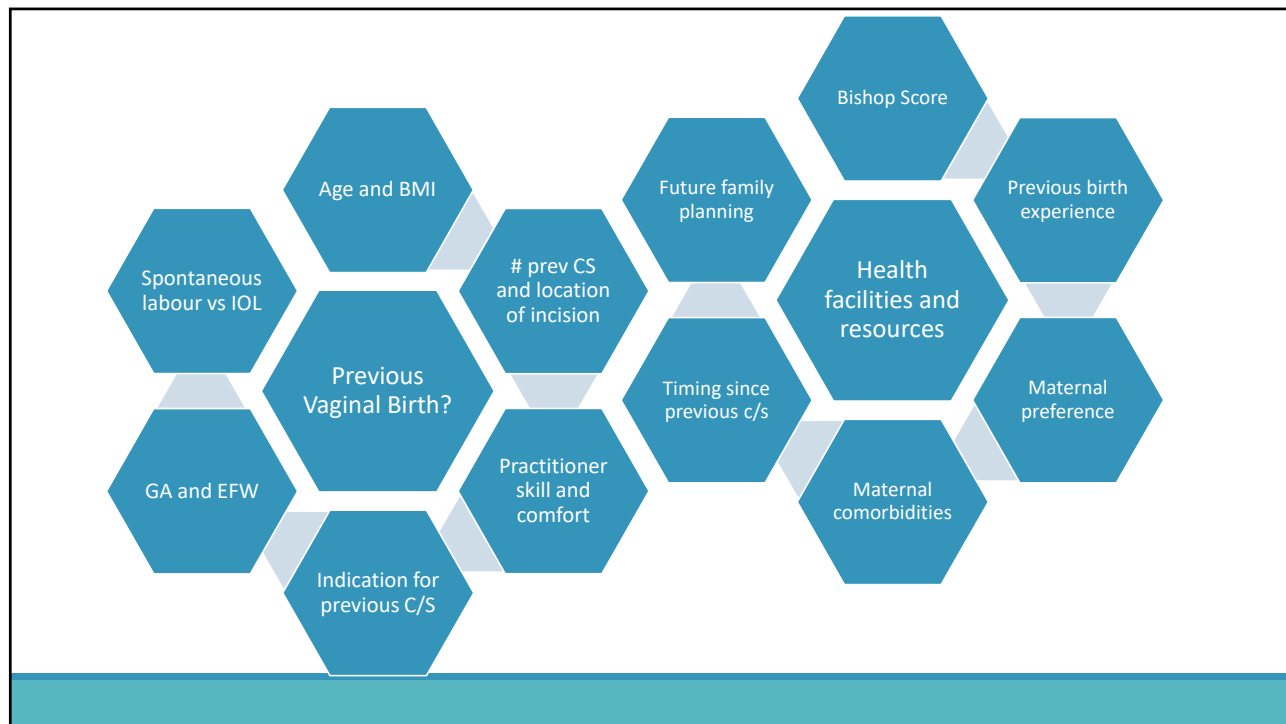 Age and BMI
Spontaneous
labour vs IOL
# prev CS
and location
of incision
Previous
Vaginal Birth?
GA and EFW
Practitioner
skill and
comfort
Indication for
previous C/S
Bishop Score
Future family
planning
Previous birth
experience
Health
facilities and
resources
Timing since
previous c/s
Maternal
preference
Maternal
comorbidities